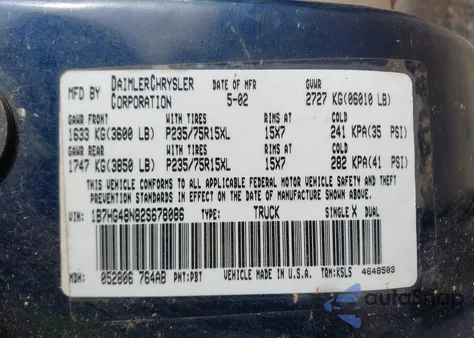 MFD BY DAIMLERCHRYSLER CORPORATION DATE OF MFR 5-02 GVWR 2727 KG(06010 LB)
GAWR FRONT WITH TIRES RIMS AT COLD
1633 KG(3600 LB) P235/75R15XL 15X7 241 KPA(35 PSI)
GAWR REAR WITH TIRES RIMS AT COLD
1747 KG(3850 LB) P235/75R15XL 15X7 282 KPA(41 PSI)
THIS VEHICLE CONFORMS TO ALL APPLICABLE FEDERAL MOTOR VEHICLE SAFETY AND THEFT
PREVENTION STANDARDS IN EFFECT ON THE DATE OF MANUFACTURE SHOWN ABOVE.
VIN: 1B7HG48N82S678086 TYPE: TRUCK SINGLE X DUAL
MDH: 052806 764AB PNT:PBT VEHICLE MADE IN U.S.A. TRM:KSLS 4648503
autoSnap